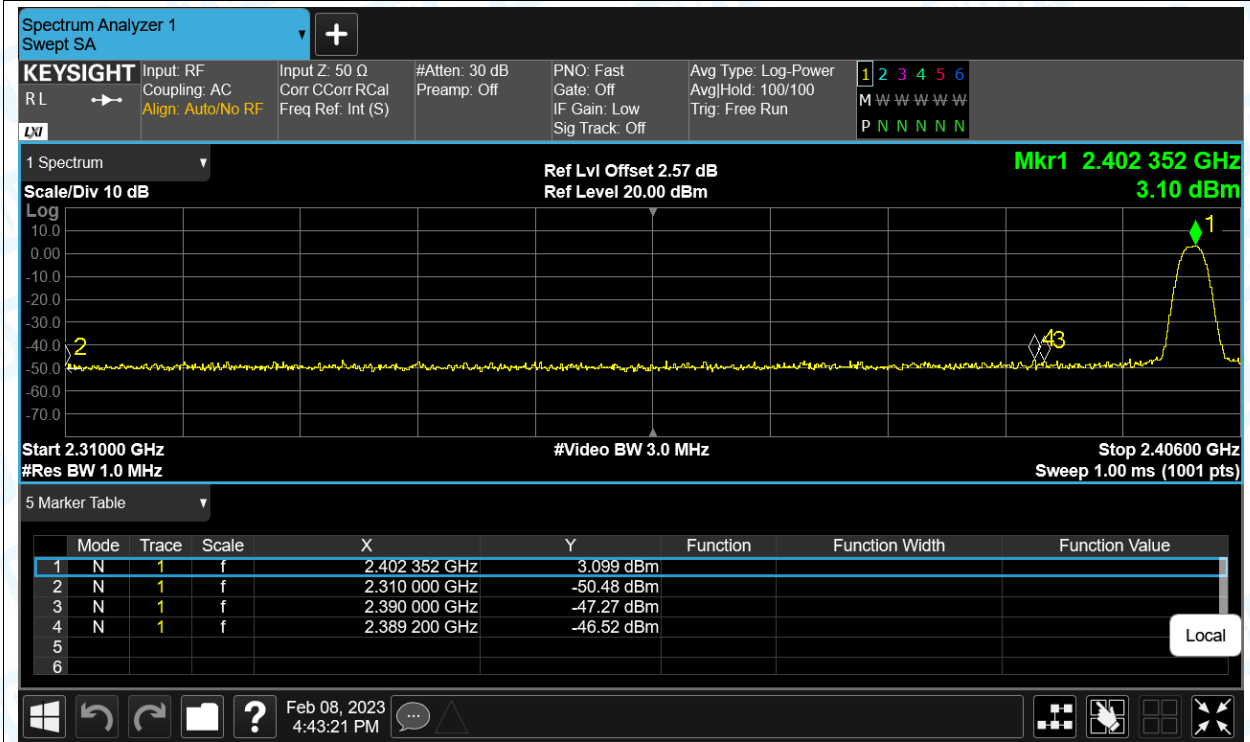 Spectrum Analyzer 1
Swept SA
+
KEYSIGHT
R L
LXI
Input: RF
Coupling: AC
Align: Auto/No RF
Input Z: 50 Ω
Corr CCorr RCal
Freq Ref: Int (S)
#Atten: 30 dB
Preamp: Off
PNO: Fast
Gate: Off
IF Gain: Low
Sig Track: Off
Avg Type: Log-Power
Avg|Hold: 100/100
Trig: Free Run
1 2 3 4 5 6
M W W W W W
P N N N N N
1 Spectrum
Scale/Div 10 dB
Ref Lvl Offset 2.57 dB
Ref Level 20.00 dBm
Mkr1 2.402 352 GHz
3.10 dBm
Log
10.0
0.00
-10.0
-20.0
-30.0
-40.0
-50.0
-60.0
-70.0
1
2
43
Start 2.31000 GHz
#Video BW 3.0 MHz
Stop 2.40600 GHz
#Res BW 1.0 MHz
Sweep 1.00 ms (1001 pts)
5 Marker Table
Mode Trace Scale X Y Function Function Width Function Value
1 N 1 f 2.402 352 GHz 3.099 dBm
2 N 1 f 2.310 000 GHz -50.48 dBm
3 N 1 f 2.390 000 GHz -47.27 dBm
4 N 1 f 2.389 200 GHz -46.52 dBm
5
6
Local
?
Feb 08, 2023
4:43:21 PM